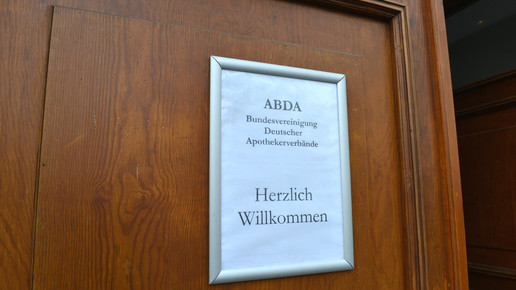 ABDA
Bundesvereinigung
Deutscher
Apothekerverbände
Herzlich
Willkommen